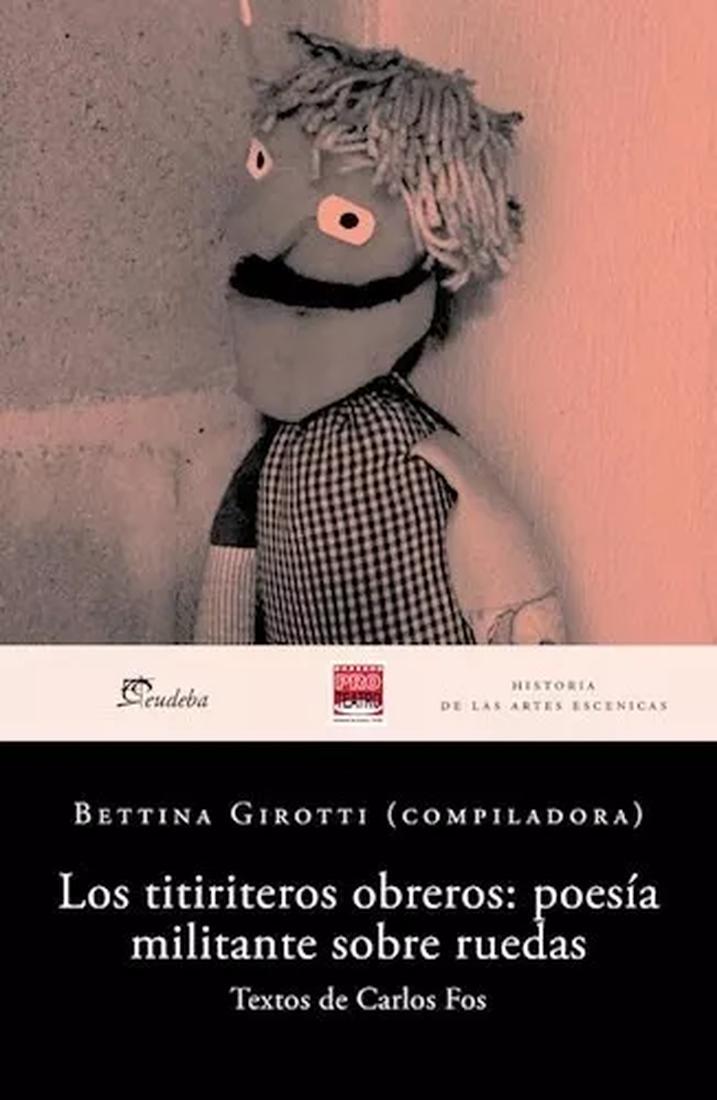 eudeba
PRO
TEATRO
HISTORIA
DE LAS ARTES ESCENICAS
BETTINA GIROTTI (COMPILADORA)
Los titiriteros obreros: poesía
militante sobre ruedas
Textos de Carlos Fos